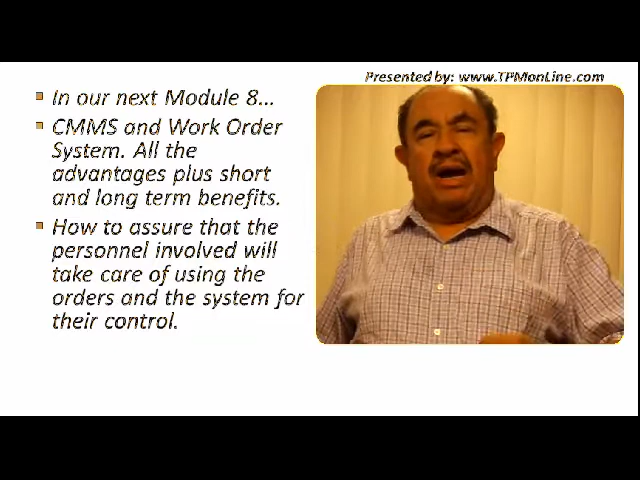 Presented by: www.TPMonLine.com
In our next Module 8...
CMMS and Work Order
System. All the
advantages plus short
and long term benefits.
How to assure that the
personnel involved will
take care of using the
orders and the system for
their control.